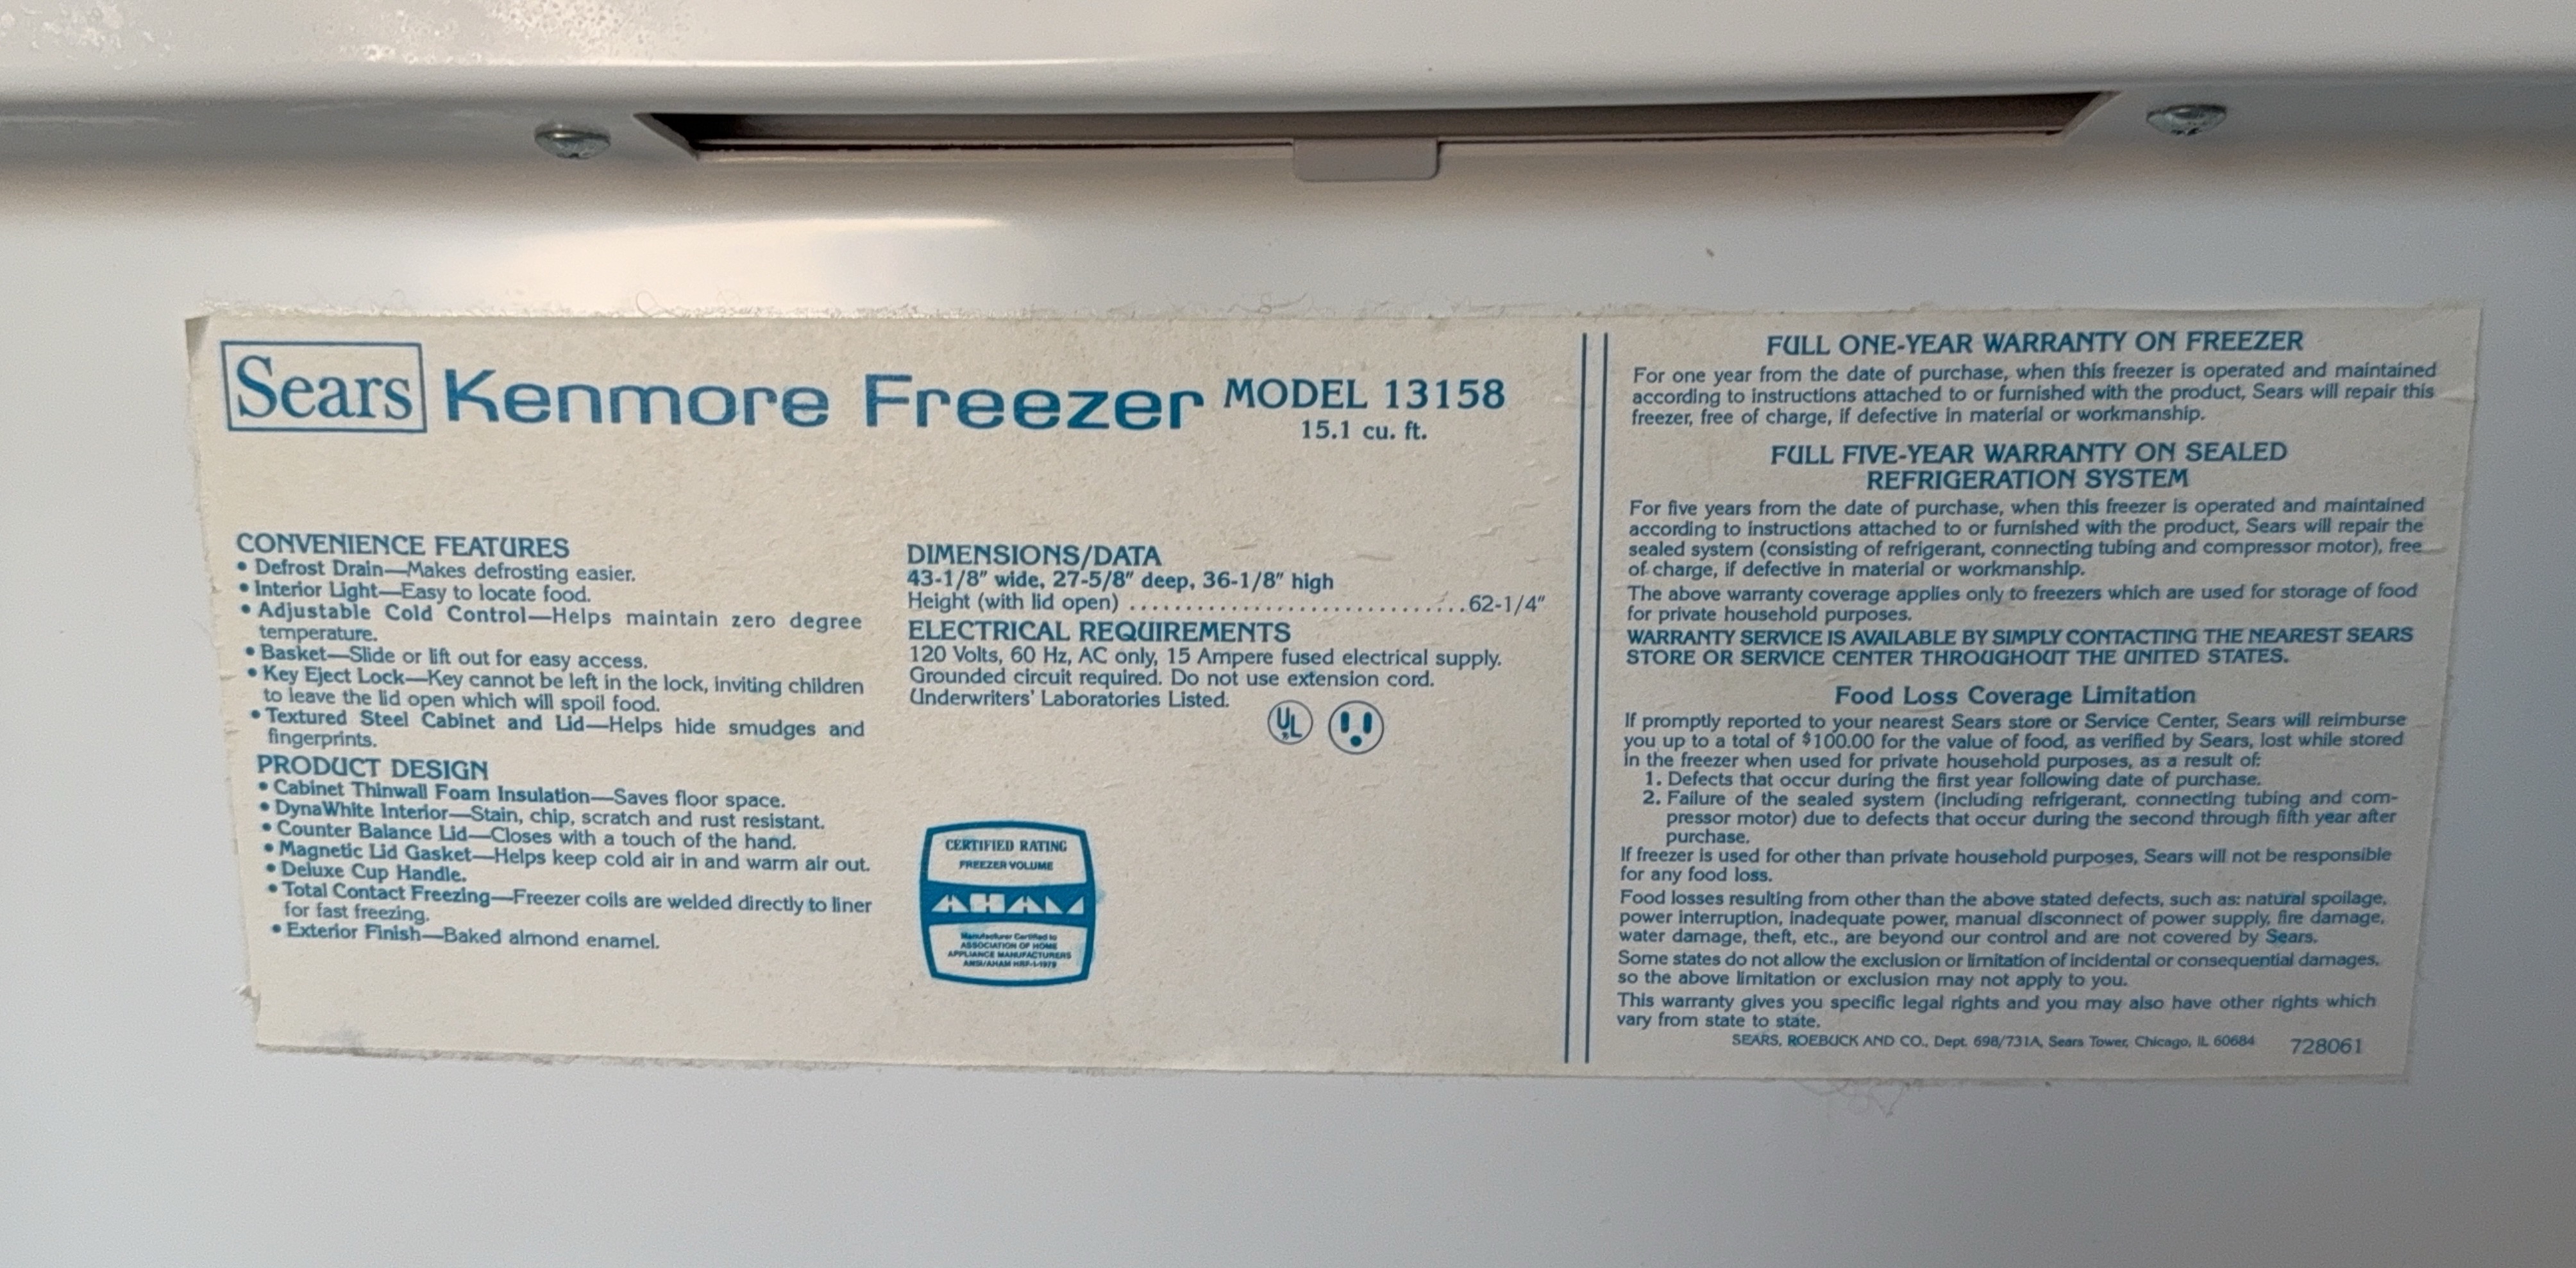 Sears Kenmore Freezer MODEL 13158
15.1 cu. ft.
CONVENIENCE FEATURES
• Defrost Drain—Makes defrosting easier.
• Interior Light—Easy to locate food.
• Adjustable Cold Control—Helps maintain zero degree
temperature.
• Basket—Slide or lift out for easy access.
• Key Eject Lock—Key cannot be left in the lock, inviting children
to leave the lid open which will spoil food.
• Textured Steel Cabinet and Lid—Helps hide smudges and
fingerprints.
PRODUCT DESIGN
• Cabinet Thinwall Foam Insulation—Saves floor space.
• DynaWhite Interior—Stain, chip, scratch and rust resistant.
• Counter Balance Lid—Closes with a touch of the hand.
• Magnetic Lid Gasket—Helps keep cold air in and warm air out.
• Deluxe Cup Handle.
• Total Contact Freezing—Freezer coils are welded directly to liner
for fast freezing.
• Exterior Finish—Baked almond enamel.
DIMENSIONS/DATA
43-1/8" wide, 27-5/8" deep, 36-1/8" high
Height (with lid open) ..............................62-1/4"
ELECTRICAL REQUIREMENTS
120 Volts, 60 Hz, AC only, 15 Ampere fused electrical supply.
Grounded circuit required. Do not use extension cord.
Underwriters' Laboratories Listed.
UL
CERTIFIED RATING
FREEZER VOLUME
AHAM
Manufacturer Certified to
ASSOCIATION OF HOME
APPLIANCE MANUFACTURERS
ANSI/AHAM HRF-1-1979
FULL ONE-YEAR WARRANTY ON FREEZER
For one year from the date of purchase, when this freezer is operated and maintained
according to instructions attached to or furnished with the product, Sears will repair this
freezer, free of charge, if defective in material or workmanship.
FULL FIVE-YEAR WARRANTY ON SEALED
REFRIGERATION SYSTEM
For five years from the date of purchase, when this freezer is operated and maintained
according to instructions attached to or furnished with the product, Sears will repair the
sealed system (consisting of refrigerant, connecting tubing and compressor motor), free
of charge, if defective in material or workmanship.
The above warranty coverage applies only to freezers which are used for storage of food
for private household purposes.
WARRANTY SERVICE IS AVAILABLE BY SIMPLY CONTACTING THE NEAREST SEARS
STORE OR SERVICE CENTER THROUGHOUT THE UNITED STATES.
Food Loss Coverage Limitation
If promptly reported to your nearest Sears store or Service Center, Sears will reimburse
you up to a total of $100.00 for the value of food, as verified by Sears, lost while stored
in the freezer when used for private household purposes, as a result of:
1. Defects that occur during the first year following date of purchase.
2. Failure of the sealed system (including refrigerant, connecting tubing and com-
pressor motor) due to defects that occur during the second through fifth year after
purchase.
If freezer is used for other than private household purposes, Sears will not be responsible
for any food loss.
Food losses resulting from other than the above stated defects, such as: natural spoilage,
power interruption, inadequate power, manual disconnect of power supply, fire damage,
water damage, theft, etc., are beyond our control and are not covered by Sears.
Some states do not allow the exclusion or limitation of incidental or consequential damages,
so the above limitation or exclusion may not apply to you.
This warranty gives you specific legal rights and you may also have other rights which
vary from state to state.
SEARS, ROEBUCK AND CO., Dept. 698/731A, Sears Tower, Chicago, IL 60684 728061